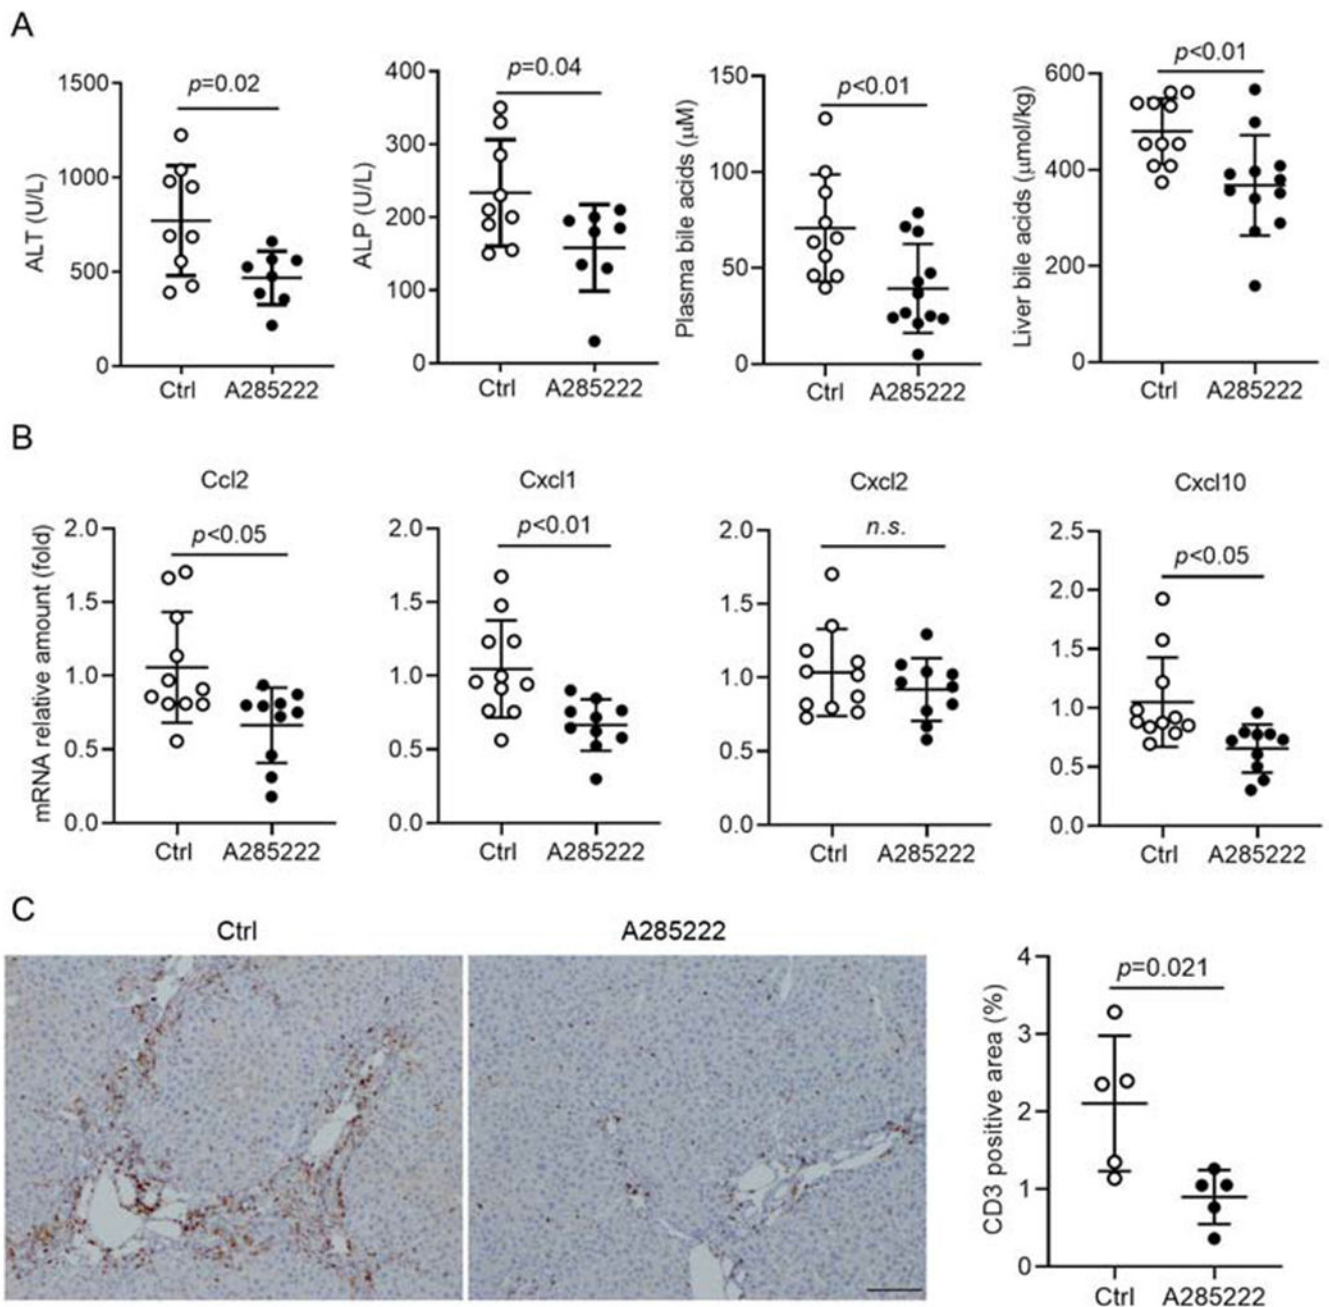 A
ALT (U/L)
1500
1000
500
0
p=0.02
Ctrl A285222
ALP (U/L)
400
300
200
100
0
p=0.04
Ctrl A285222
Plasma bile acids (μM)
150
100
50
0
p<0.01
Ctrl A285222
Liver bile acids (μmol/kg)
600
400
200
0
p<0.01
Ctrl A285222
B
mRNA relative amount (fold)
Ccl2
2.0
1.5
1.0
0.5
0.0
p<0.05
Ctrl A285222
Cxcl1
2.0
1.5
1.0
0.5
0.0
p<0.01
Ctrl A285222
Cxcl2
2.0
1.5
1.0
0.5
0.0
n.s.
Ctrl A285222
Cxcl10
2.5
2.0
1.5
1.0
0.5
0.0
p<0.05
Ctrl A285222
C
Ctrl
A285222
CD3 positive area (%)
4
3
2
1
0
p=0.021
Ctrl A285222